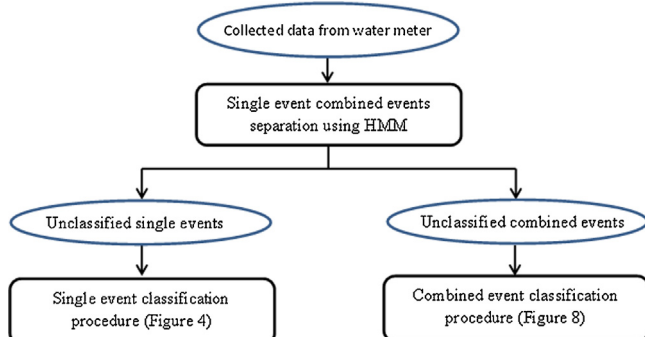 Collected data from water meter
Single event combined events
separation using HMM
Unclassified single events
Unclassified combined events
Single event classification
procedure (Figure 4)
Combined event classification
procedure (Figure 8)